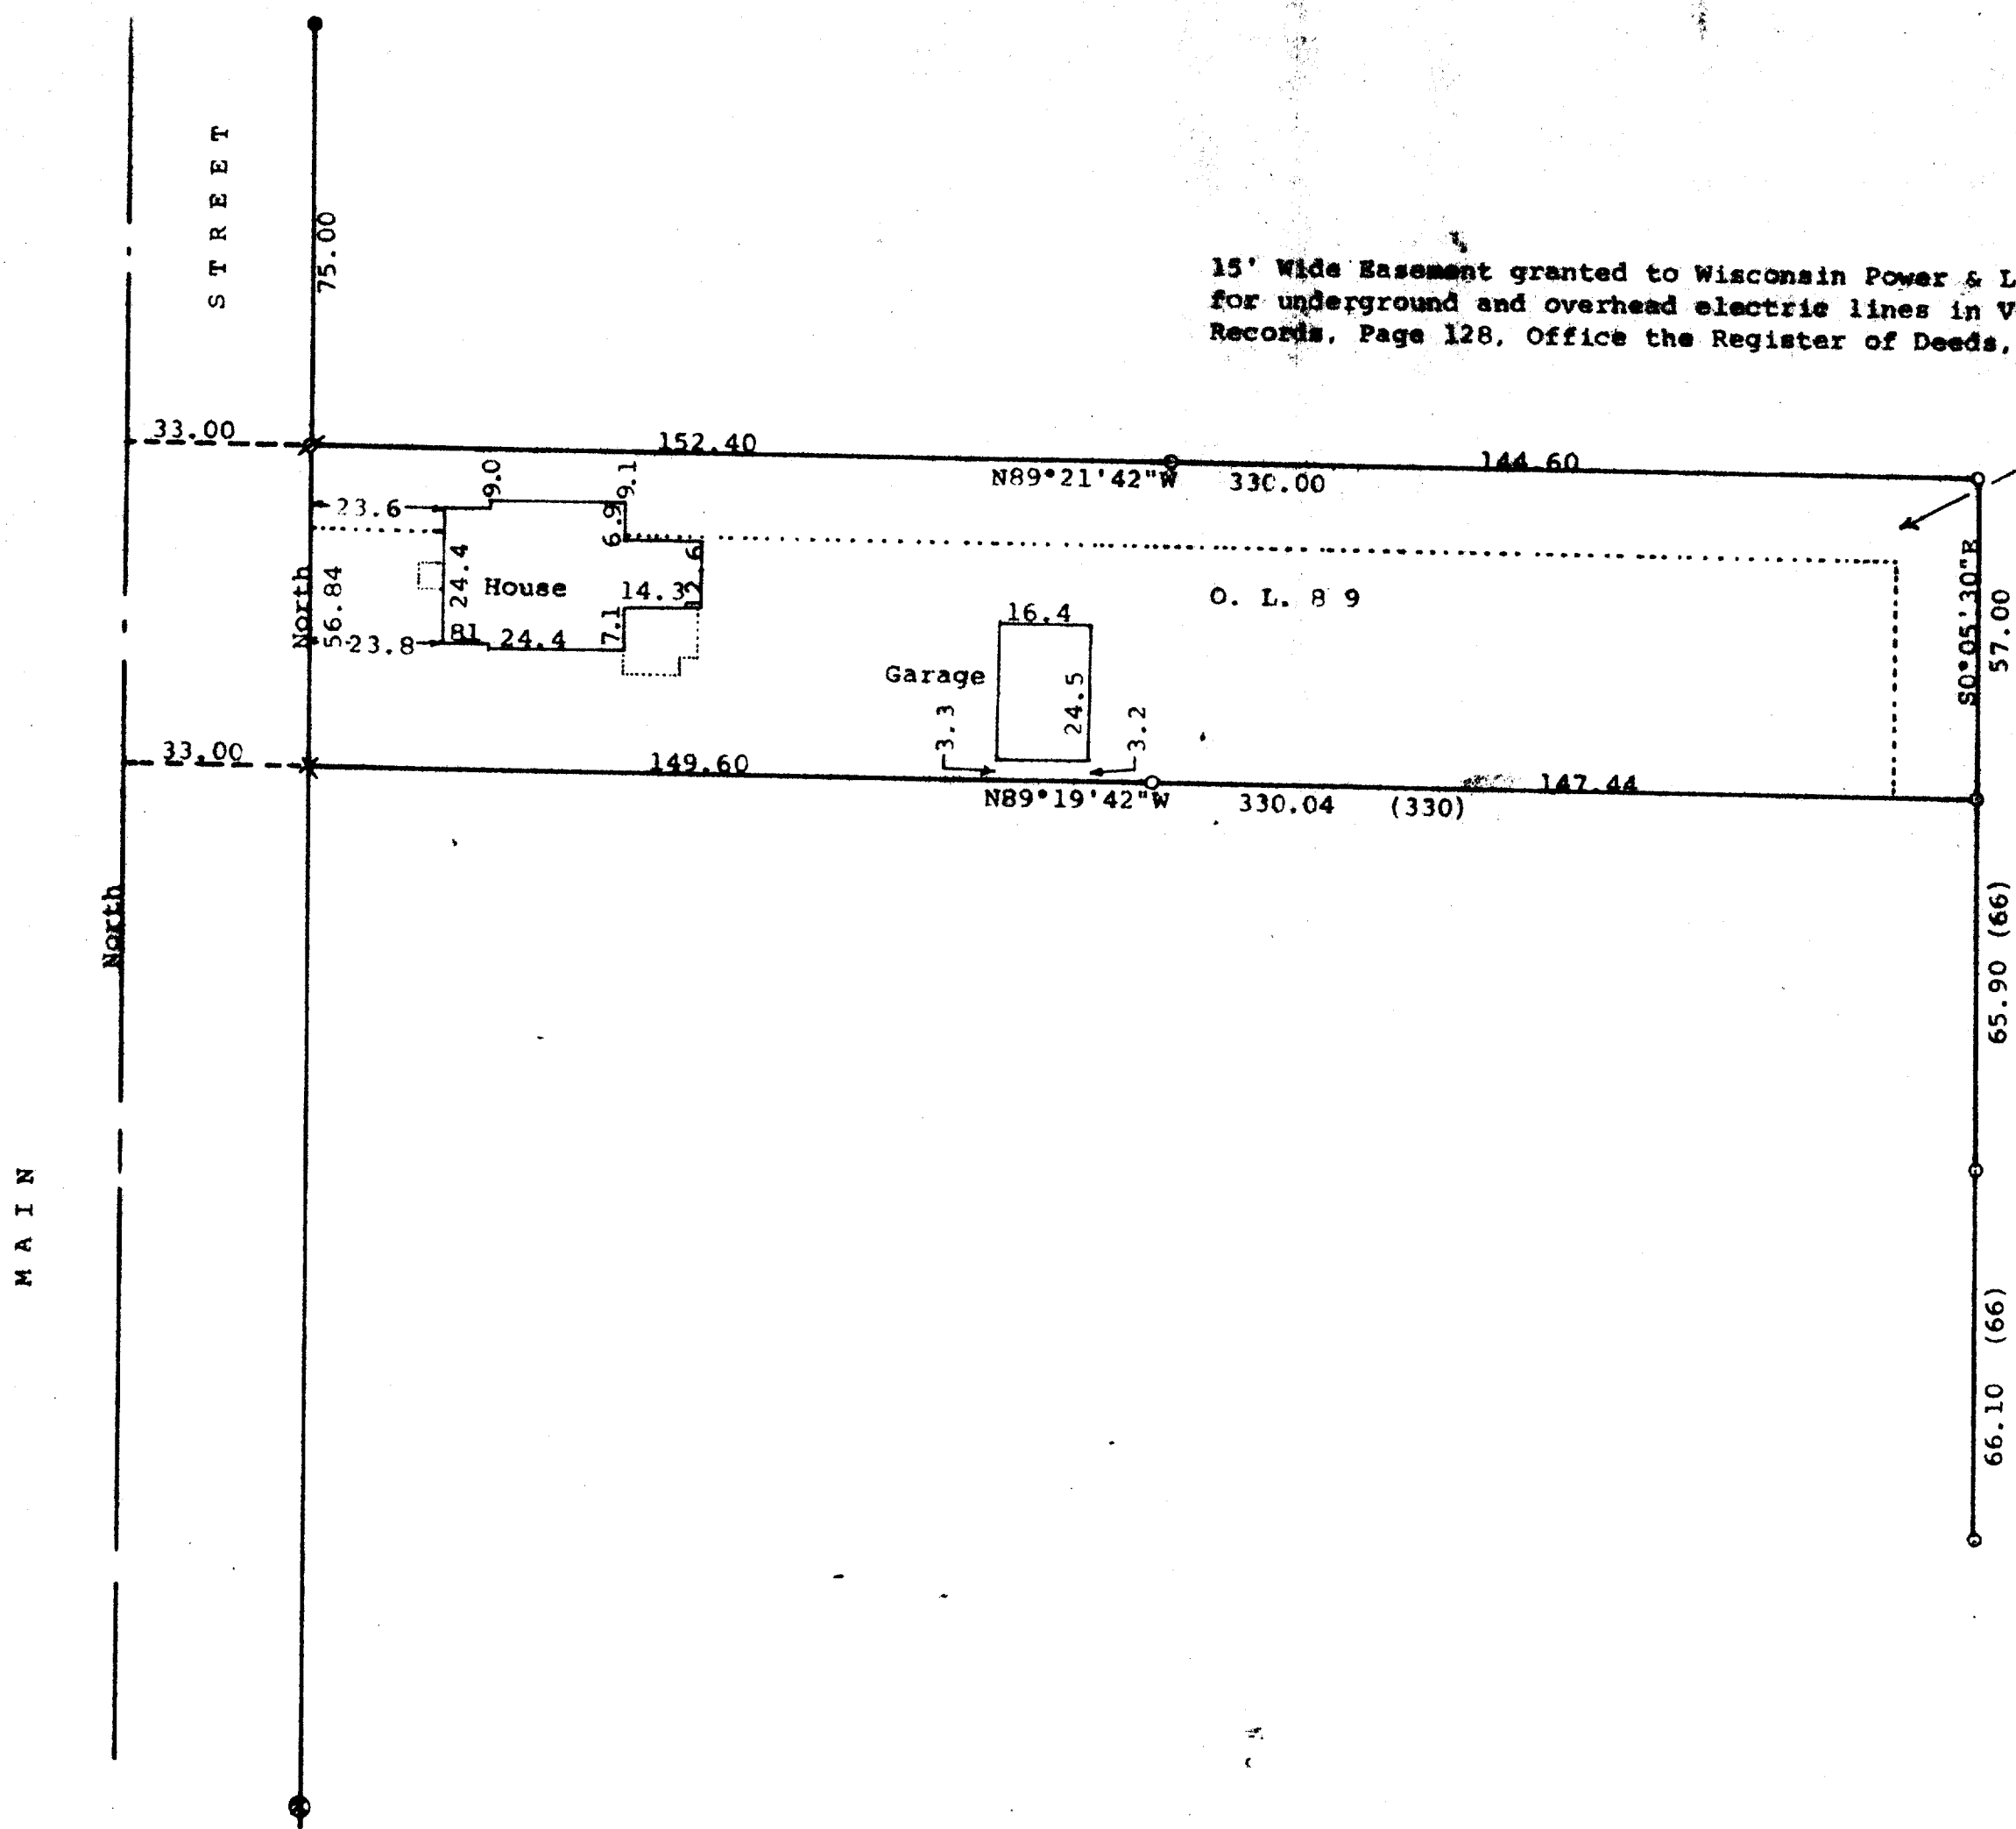 STREET
75.00
15' Wide Easement granted to Wisconsin Power & L
for underground and overhead electric lines in V
Records, Page 128, Office the Register of Deeds,
33.00
152.40
144.60
N89°21'42"W 330.00
9.0
9.1
23.6
6.9
24.4
House
14.3
12.6
O. L. 8 9
North
56.84
S0°05'30"E
57.00
23.8
81
24.4
7.1
16.4
Garage
24.5
3.3
3.2
33.00
149.60
147.44
N89°19'42"W 330.04 (330)
North
65.90 (66)
MAIN
66.10 (66)